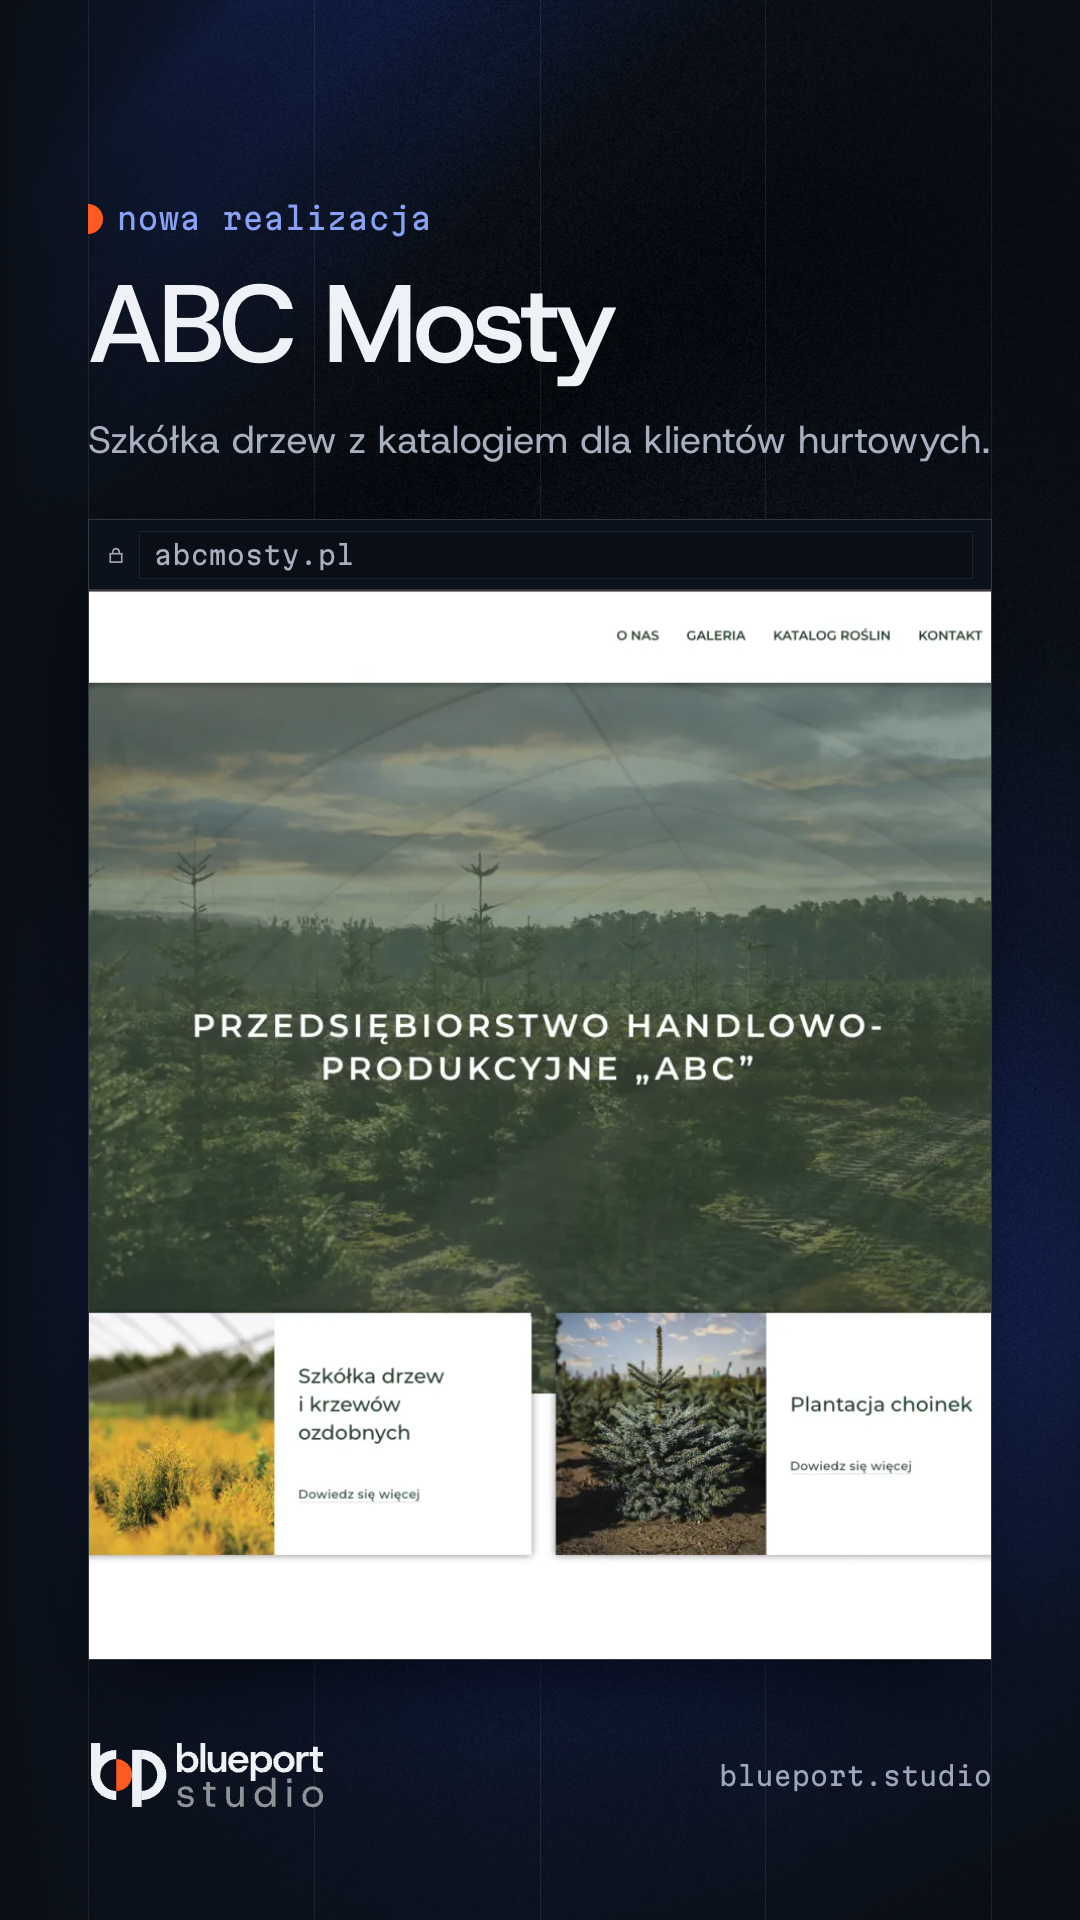 nowa realizacja
ABC Mosty
Szkółka drzew z katalogiem dla klientów hurtowych.
abcmosty.pl
O NAS GALERIA KATALOG ROŚLIN KONTAKT
PRZEDSIĘBIORSTWO HANDLOWO-
PRODUKCYJNE „ABC”
Szkółka drzew
i krzewów
ozdobnych
Dowiedz się więcej
Plantacja choinek
Dowiedz się więcej
bp blueport
studio
blueport.studio